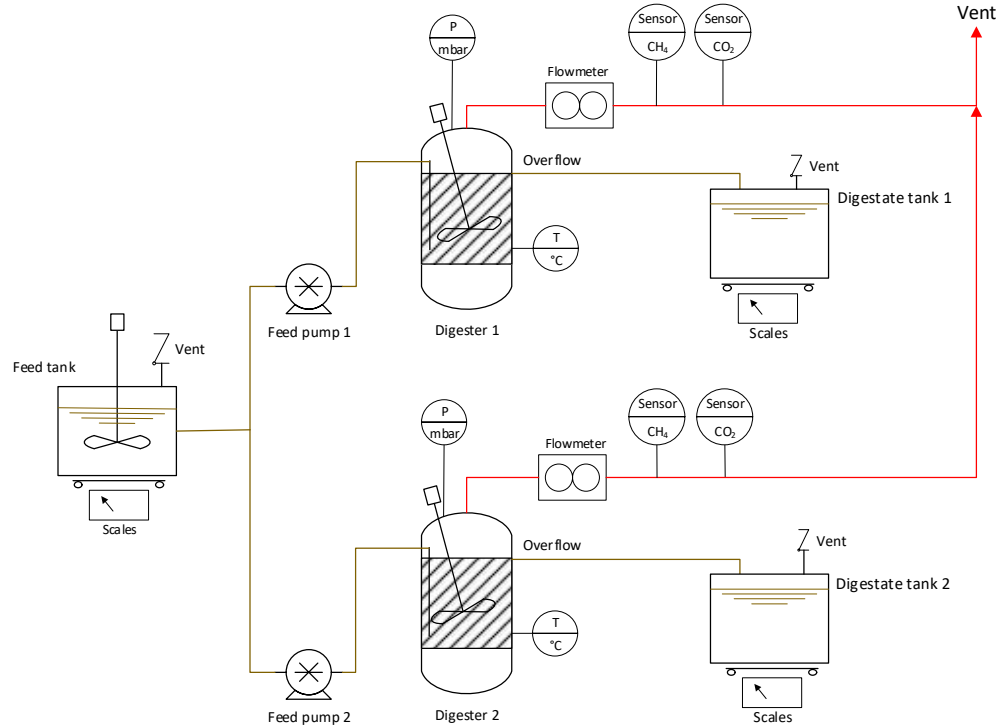 Vent
P
mbar
Sensor
CH₄
Sensor
CO₂
Flowmeter
Overflow
Vent
Digestate tank 1
T
°C
Scales
Feed pump 1
Digester 1
Vent
Feed tank
Scales
P
mbar
Sensor
CH₄
Sensor
CO₂
Flowmeter
Overflow
Vent
Digestate tank 2
T
°C
Scales
Feed pump 2
Digester 2